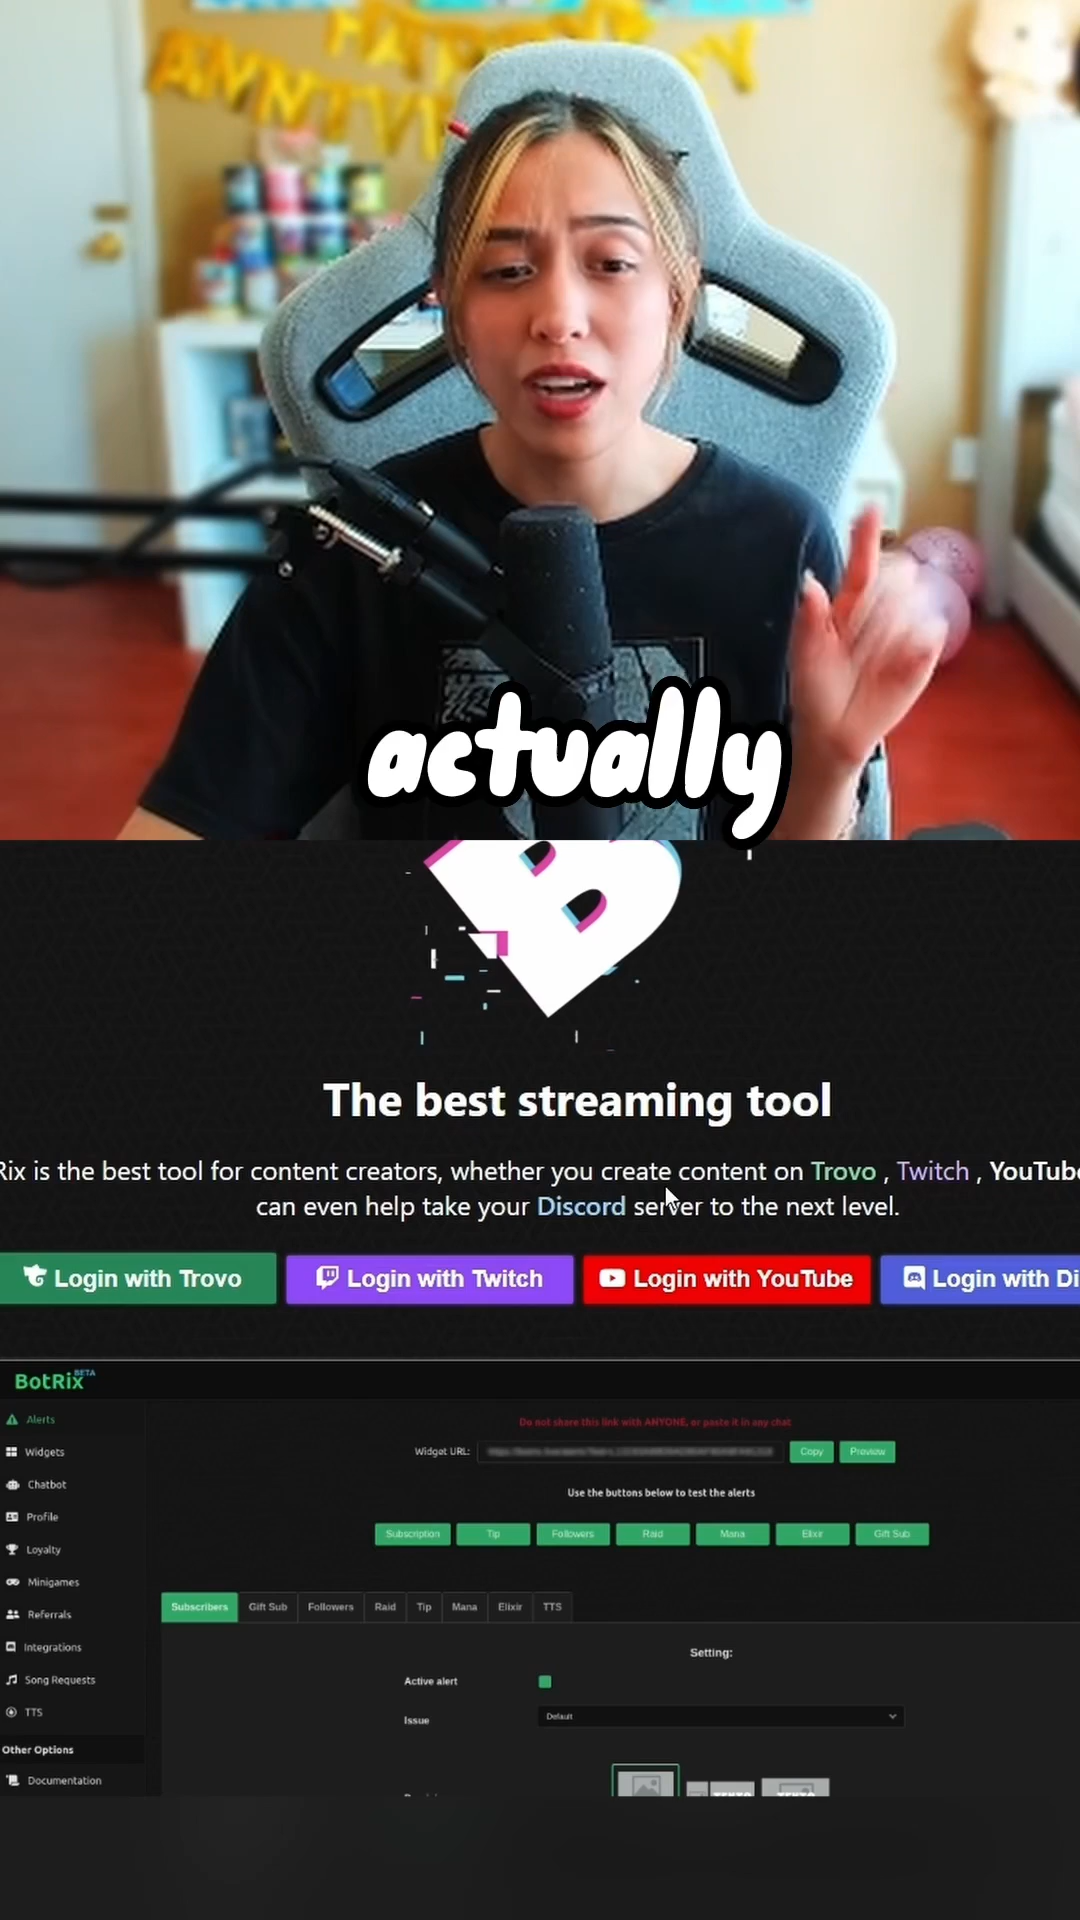 actually
B
The best streaming tool
Rix is the best tool for content creators, whether you create content on Trovo , Twitch , YouTube
can even help take your Discord server to the next level.
Login with Trovo
Login with Twitch
Login with YouTube
Login with Di
BotRix BETA
Alerts
Widgets
Chatbot
Profile
Loyalty
Minigames
Referrals
Integrations
Song Requests
TTS
Other Options
Documentation
Do not share this link with ANYONE, or paste it in any chat
Widget URL:
Copy
Preview
Use the buttons below to test the alerts
Subscription
Tip
Followers
Raid
Mana
Elixir
Gift Sub
Subscribers
Gift Sub
Followers
Raid
Tip
Mana
Elixir
TTS
Setting:
Active alert
Issue
Default